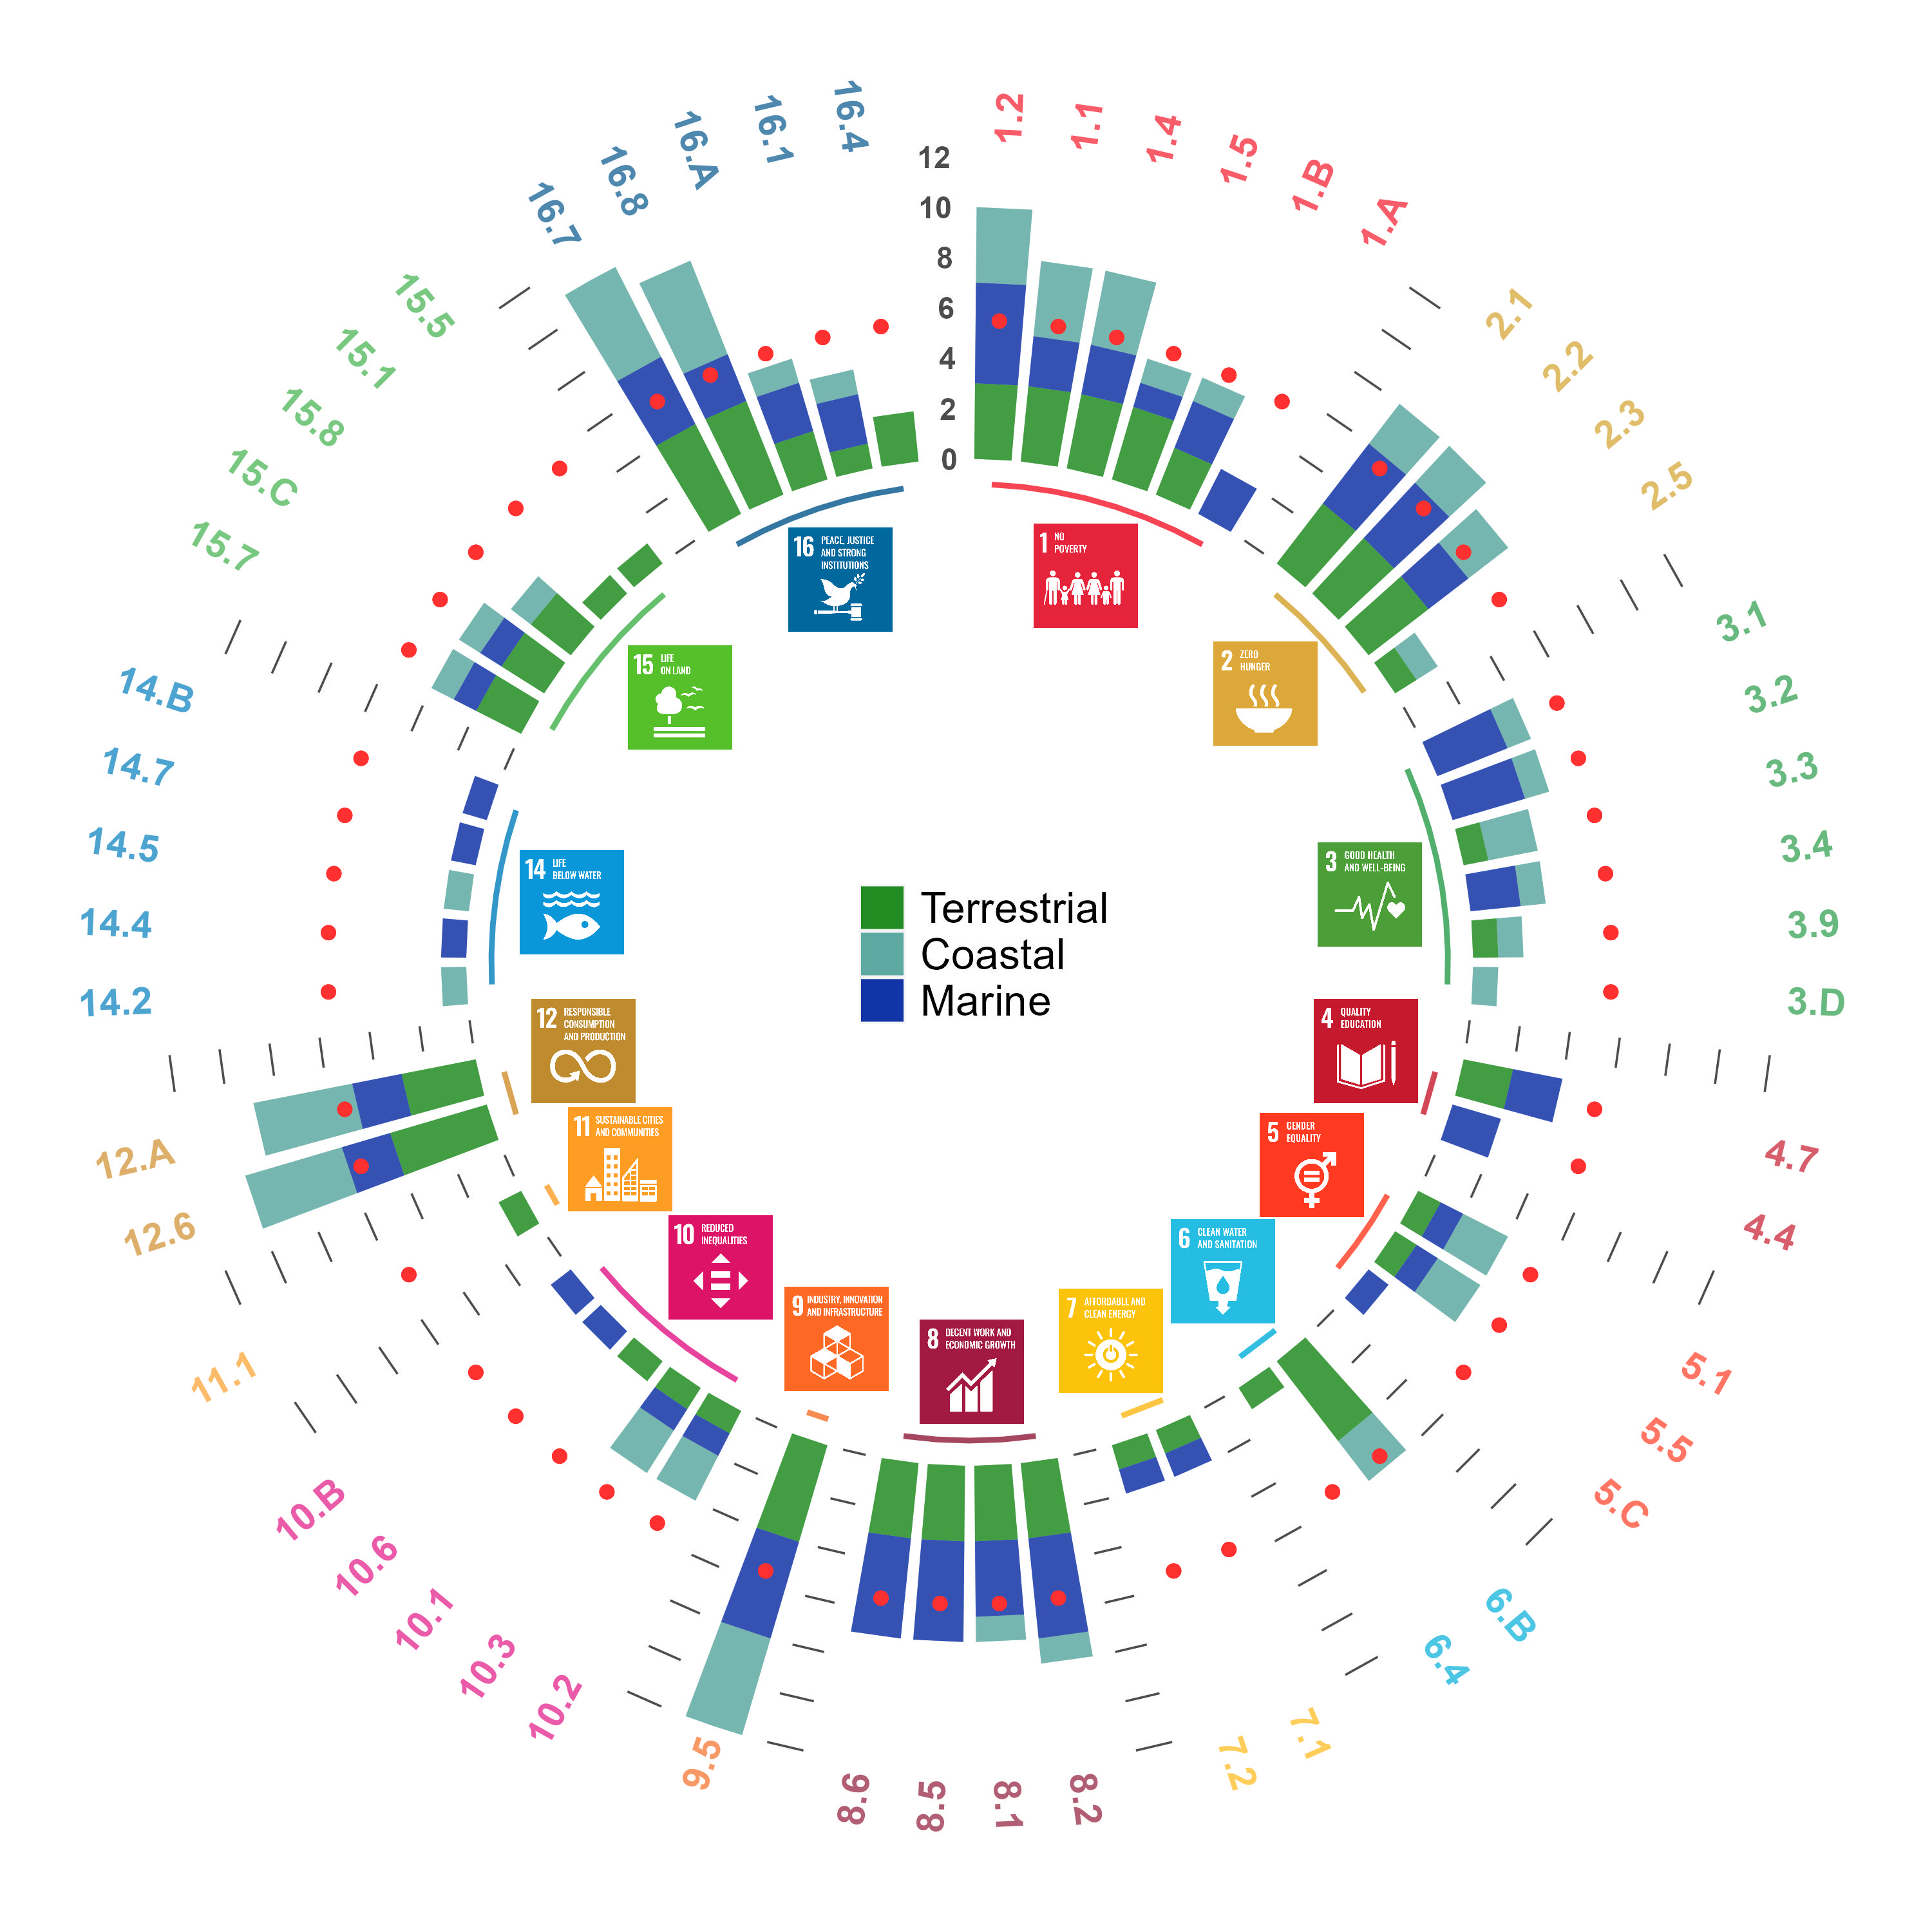 12
10
8
6
4
2
0
1.2
1.1
1.4
1.5
1.B
1.A
2.1
2.2
2.3
2.5
3.1
3.2
3.3
3.4
3.9
3.D
4.7
4.4
5.1
5.5
5.C
6.B
6.4
7.1
7.2
8.2
8.1
8.5
8.9
9.5
10.2
10.3
10.1
10.6
10.B
11.1
12.6
12.A
14.2
14.4
14.5
14.7
14.B
15.7
15.C
15.8
15.1
15.5
16.7
16.8
16.A
16.1
16.4
1 NO
POVERTY
2 ZERO
HUNGER
3 GOOD HEALTH
AND WELL-BEING
4 QUALITY
EDUCATION
5 GENDER
EQUALITY
6 CLEAN WATER
AND SANITATION
7 AFFORDABLE AND
CLEAN ENERGY
8 DECENT WORK AND
ECONOMIC GROWTH
9 INDUSTRY, INNOVATION
AND INFRASTRUCTURE
10 REDUCED
INEQUALITIES
11 SUSTAINABLE CITIES
AND COMMUNITIES
12 RESPONSIBLE
CONSUMPTION
AND PRODUCTION
14 LIFE
BELOW WATER
15 LIFE
ON LAND
16 PEACE, JUSTICE
AND STRONG
INSTITUTIONS
Terrestrial
Coastal
Marine